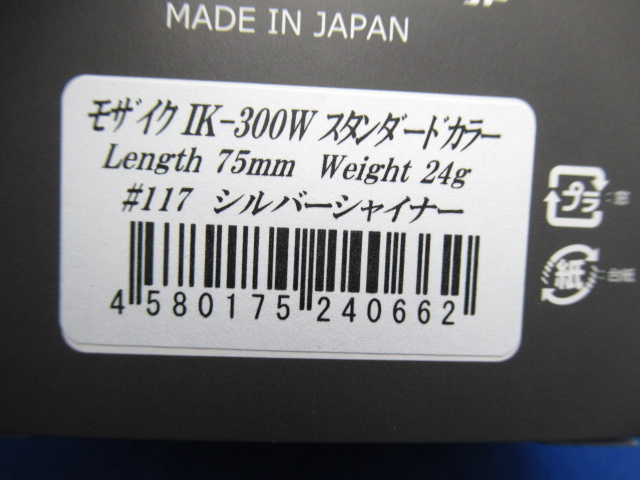 MADE IN JAPAN
モザイク IK-300W スタンダードカラー
Length 75mm Weight 24g
#117 シルバーシャイナー
4 580175 240662
プラ
紙